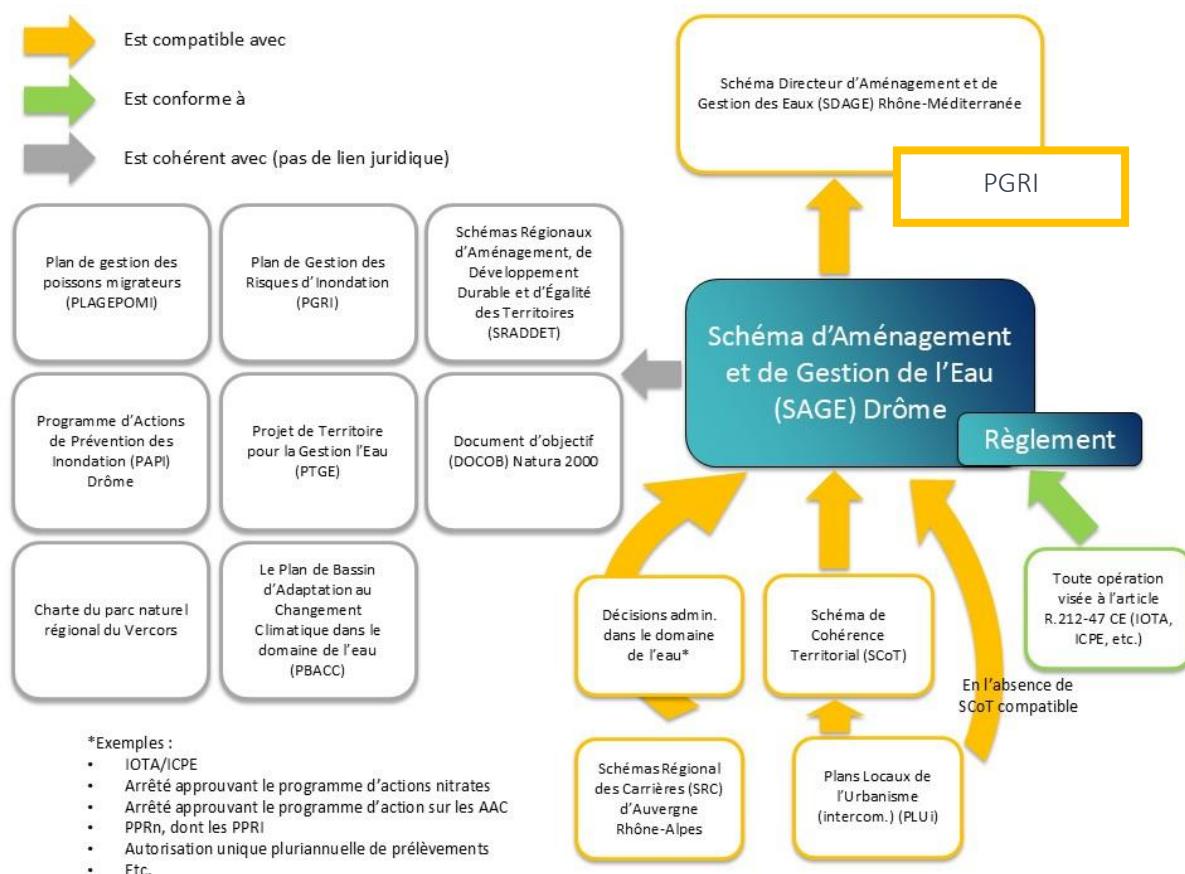 Est compatible avec
Est conforme à
Est cohérent avec (pas de lien juridique)
Schéma Directeur d'Aménagement et de
Gestion des Eaux (SDAGE) Rhône-Méditerranée
PGRI
Plan de gestion des
poissons migrateurs
(PLAGEPOMI)
Plan de Gestion des
Risques d'Inondation
(PGRI)
Schémas Régionaux
d'Aménagement, de
Développement
Durable et d'Égalité
des Territoires
(SRADDET)
Schéma d'Aménagement
et de Gestion de l'Eau
(SAGE) Drôme
Règlement
Programme d'Actions
de Prévention des
Inondation (PAPI)
Drôme
Projet de Territoire
pour la Gestion l'Eau
(PTGE)
Document d'objectif
(DOCOB) Natura 2000
Charte du parc naturel
régional du Vercors
Le Plan de Bassin
d'Adaptation au
Changement
Climatique dans le
domaine de l'eau
(PBACC)
Décisions admin.
dans le domaine
de l'eau*
Schéma de
Cohérence
Territorial (SCoT)
Toute opération
visée à l'article
R.212-47 CE (IOTA,
ICPE, etc.)
En l'absence de
SCoT compatible
Schémas Régional
des Carrières (SRC)
d'Auvergne
Rhône-Alpes
Plans Locaux de
l'Urbanisme
(intercom.) (PLUi)
*Exemples :
• IOTA/ICPE
• Arrêté approuvant le programme d'actions nitrates
• Arrêté approuvant le programme d'action sur les AAC
• PPRn, dont les PPRI
• Autorisation unique pluriannuelle de prélèvements
• Etc.